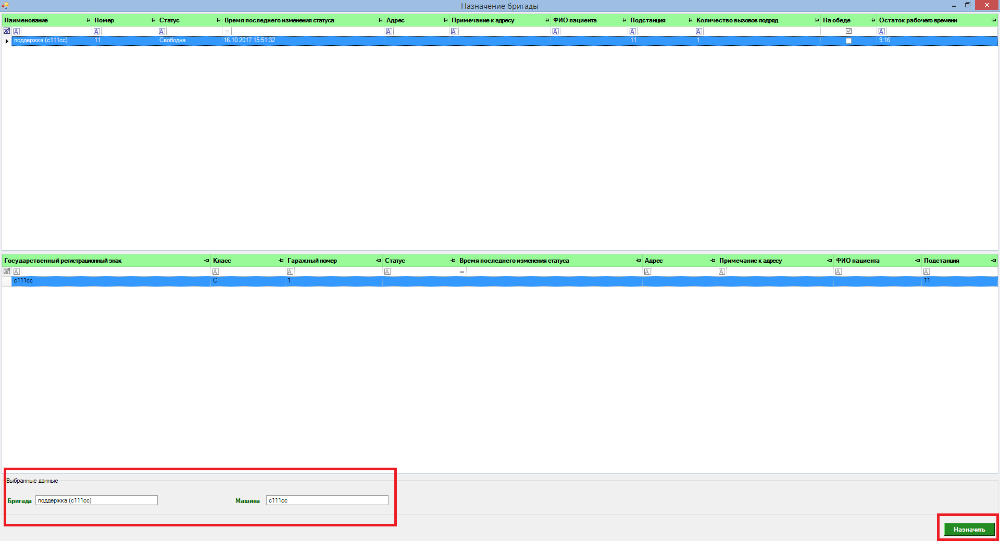 Назначение бригады
Наименование Номер Статус Время последнего изменения статуса Адрес Примечание к адресу ФИО пациента Подстанция Количество вызовов подряд На обеде Остаток рабочего времени
A A A = A A A A A A
поддержка (с111сс) 11 Свободна 16.10.2017 15:51:32 11 1 9:16
Государственный регистрационный знак Класс Гаражный номер Статус Время последнего изменения статуса Адрес Примечание к адресу ФИО пациента Подстанция
A A A A = A A A A
с111сс С 1 11
Выбранные данные
Бригада поддержка (с111сс) Машина с111сс
Назначить